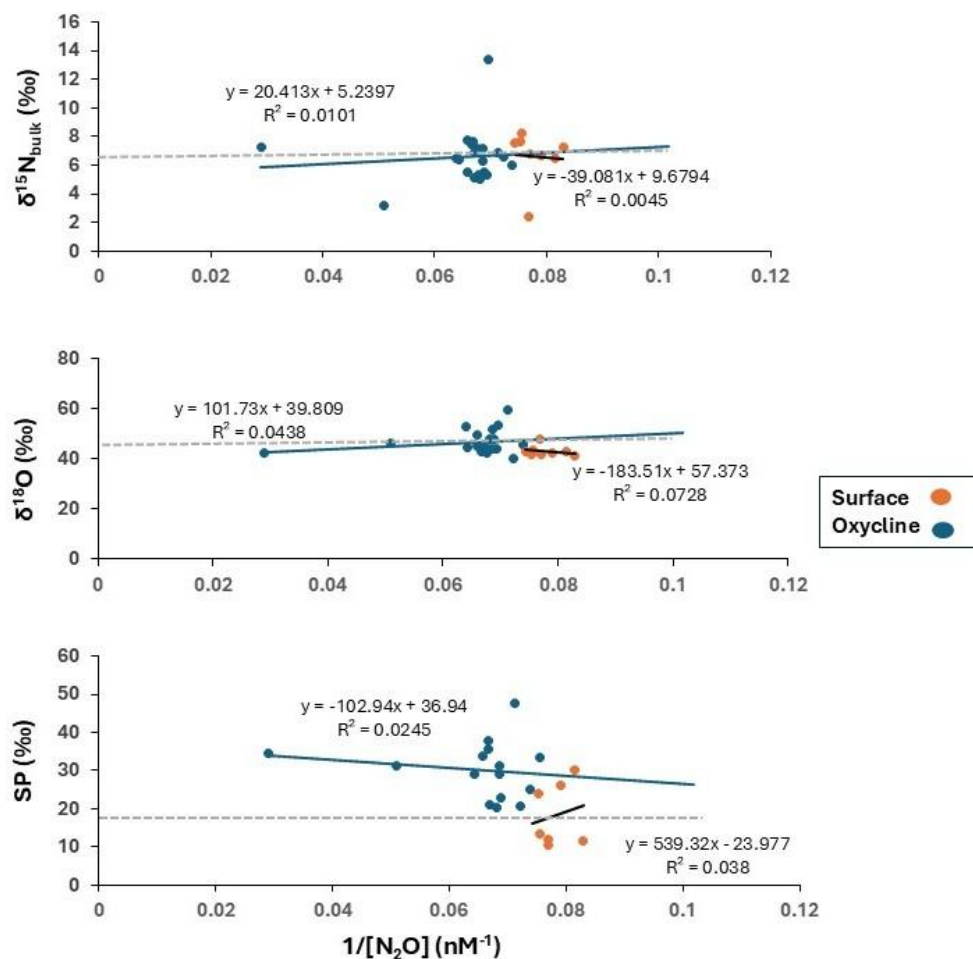 δ¹⁵N_bulk (‰)
16
14
12
10
8
6
4
2
0
y = 20.413x + 5.2397
R² = 0.0101
y = -39.081x + 9.6794
R² = 0.0045
0 0.02 0.04 0.06 0.08 0.1 0.12
δ¹⁸O (‰)
80
60
40
20
0
y = 101.73x + 39.809
R² = 0.0438
y = -183.51x + 57.373
R² = 0.0728
0 0.02 0.04 0.06 0.08 0.1 0.12
Surface
Oxycline
SP (‰)
60
50
40
30
20
10
0
y = -102.94x + 36.94
R² = 0.0245
y = 539.32x - 23.977
R² = 0.038
0 0.02 0.04 0.06 0.08 0.1 0.12
1/[N₂O] (nM⁻¹)